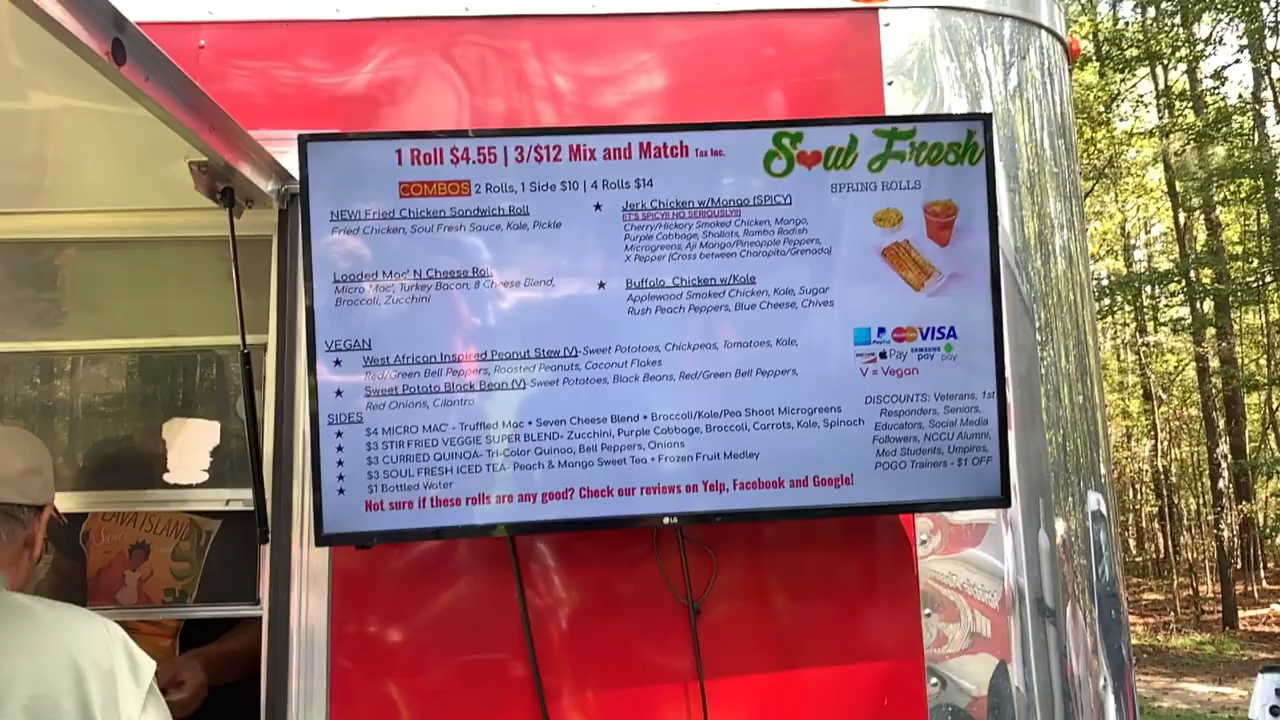 1 Roll $4.55 | 3/$12 Mix and Match Tax Inc.
Soul Fresh
SPRING ROLLS
COMBOS 2 Rolls, 1 Side $10 | 4 Rolls $14
NEW! Fried Chicken Sandwich Roll
Fried Chicken, Soul Fresh Sauce, Kale, Pickle
Loaded Mac' N Cheese Roll
Micro Mac', Turkey Bacon, 8 Cheese Blend,
Broccoli, Zucchini
★ Jerk Chicken w/Mango (SPICY)
(IT'S SPICY!! NO SERIOUSLY!!)
Cherry/Hickory Smoked Chicken, Mango,
Purple Cabbage, Shallots, Rambo Radish
Microgreens, Aji Mango/Pineapple Peppers,
X Pepper (Cross between Charapita/Grenada)
★ Buffalo Chicken w/Kale
Applewood Smoked Chicken, Kale, Sugar
Rush Peach Peppers, Blue Cheese, Chives
VEGAN
★ West African Inspired Peanut Stew (V)-Sweet Potatoes, Chickpeas, Tomatoes, Kale,
Red/Green Bell Peppers, Roasted Peanuts, Coconut Flakes
★ Sweet Potato Black Bean (V)-Sweet Potatoes, Black Beans, Red/Green Bell Peppers,
Red Onions, Cilantro
SIDES
★ $4 MICRO MAC' - Truffled Mac + Seven Cheese Blend + Broccoli/Kale/Pea Shoot Microgreens
★ $3 STIR FRIED VEGGIE SUPER BLEND- Zucchini, Purple Cabbage, Broccoli, Carrots, Kale, Spinach
★ $3 CURRIED QUINOA- Tri-Color Quinoa, Bell Peppers, Onions
★ $3 SOUL FRESH ICED TEA- Peach & Mango Sweet Tea + Frozen Fruit Medley
★ $1 Bottled Water
Not sure if these rolls are any good? Check our reviews on Yelp, Facebook and Google!
PayPal VISA
Pay SAMSUNG pay pay
V = Vegan
DISCOUNTS: Veterans, 1st
Responders, Seniors,
Educators, Social Media
Followers, NCCU Alumni,
Med Students, Umpires,
POGO Trainers - $1 OFF
LG
LAVA ISLAND